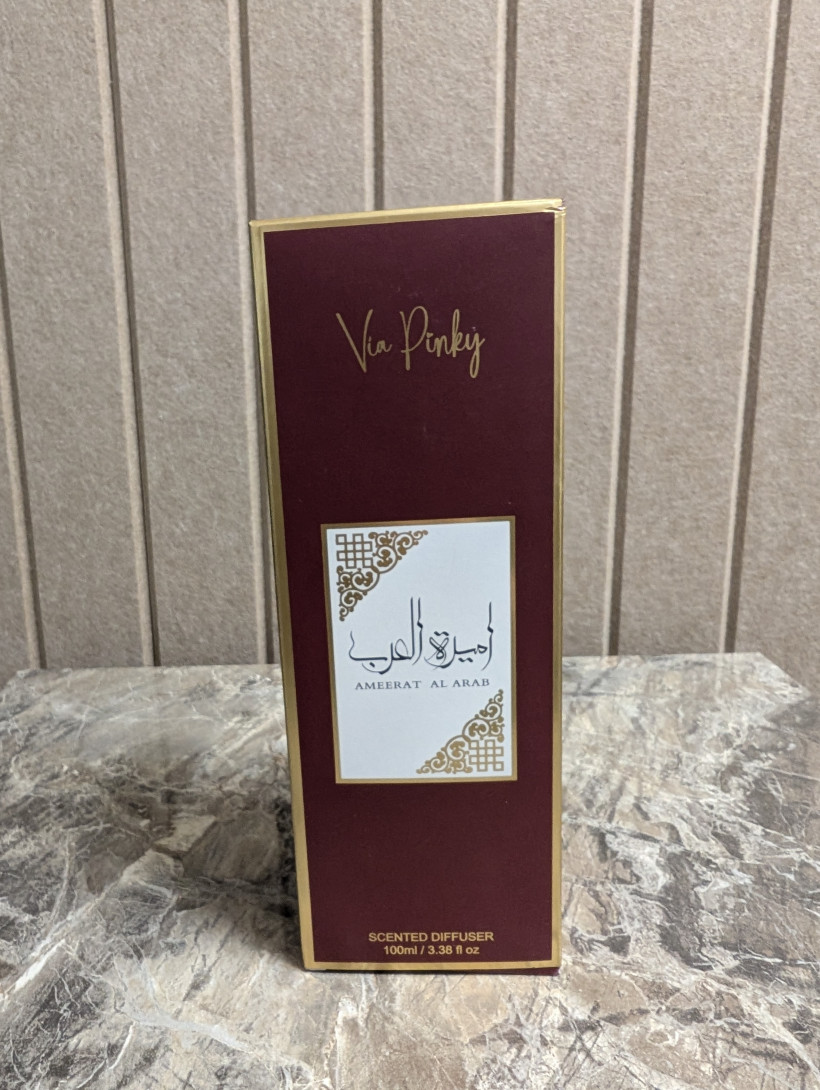 Via Pinky
اميرة العرب
AMEERAT AL ARAB
SCENTED DIFFUSER
100ml / 3.38 fl oz